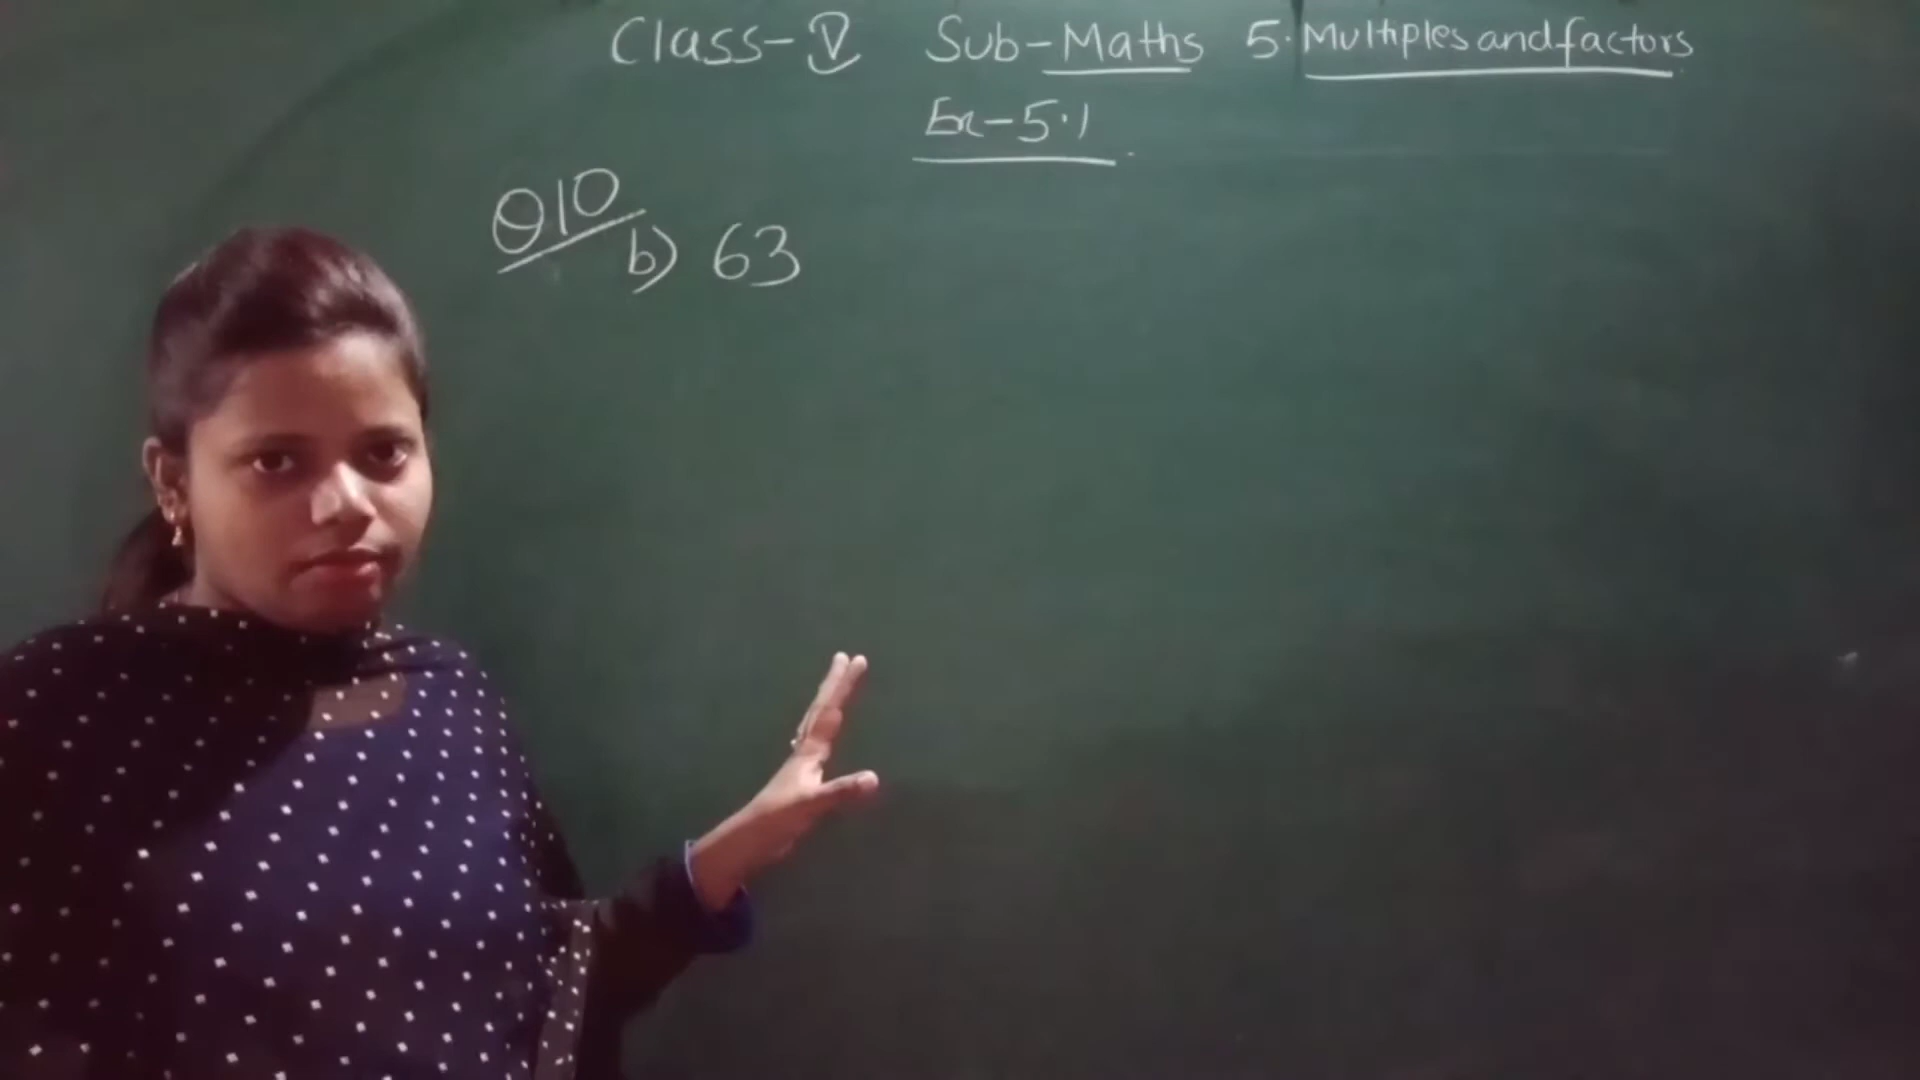 Class-V Sub-Maths 5. Multiples and factors
Ex-5.1
Q10
b) 63